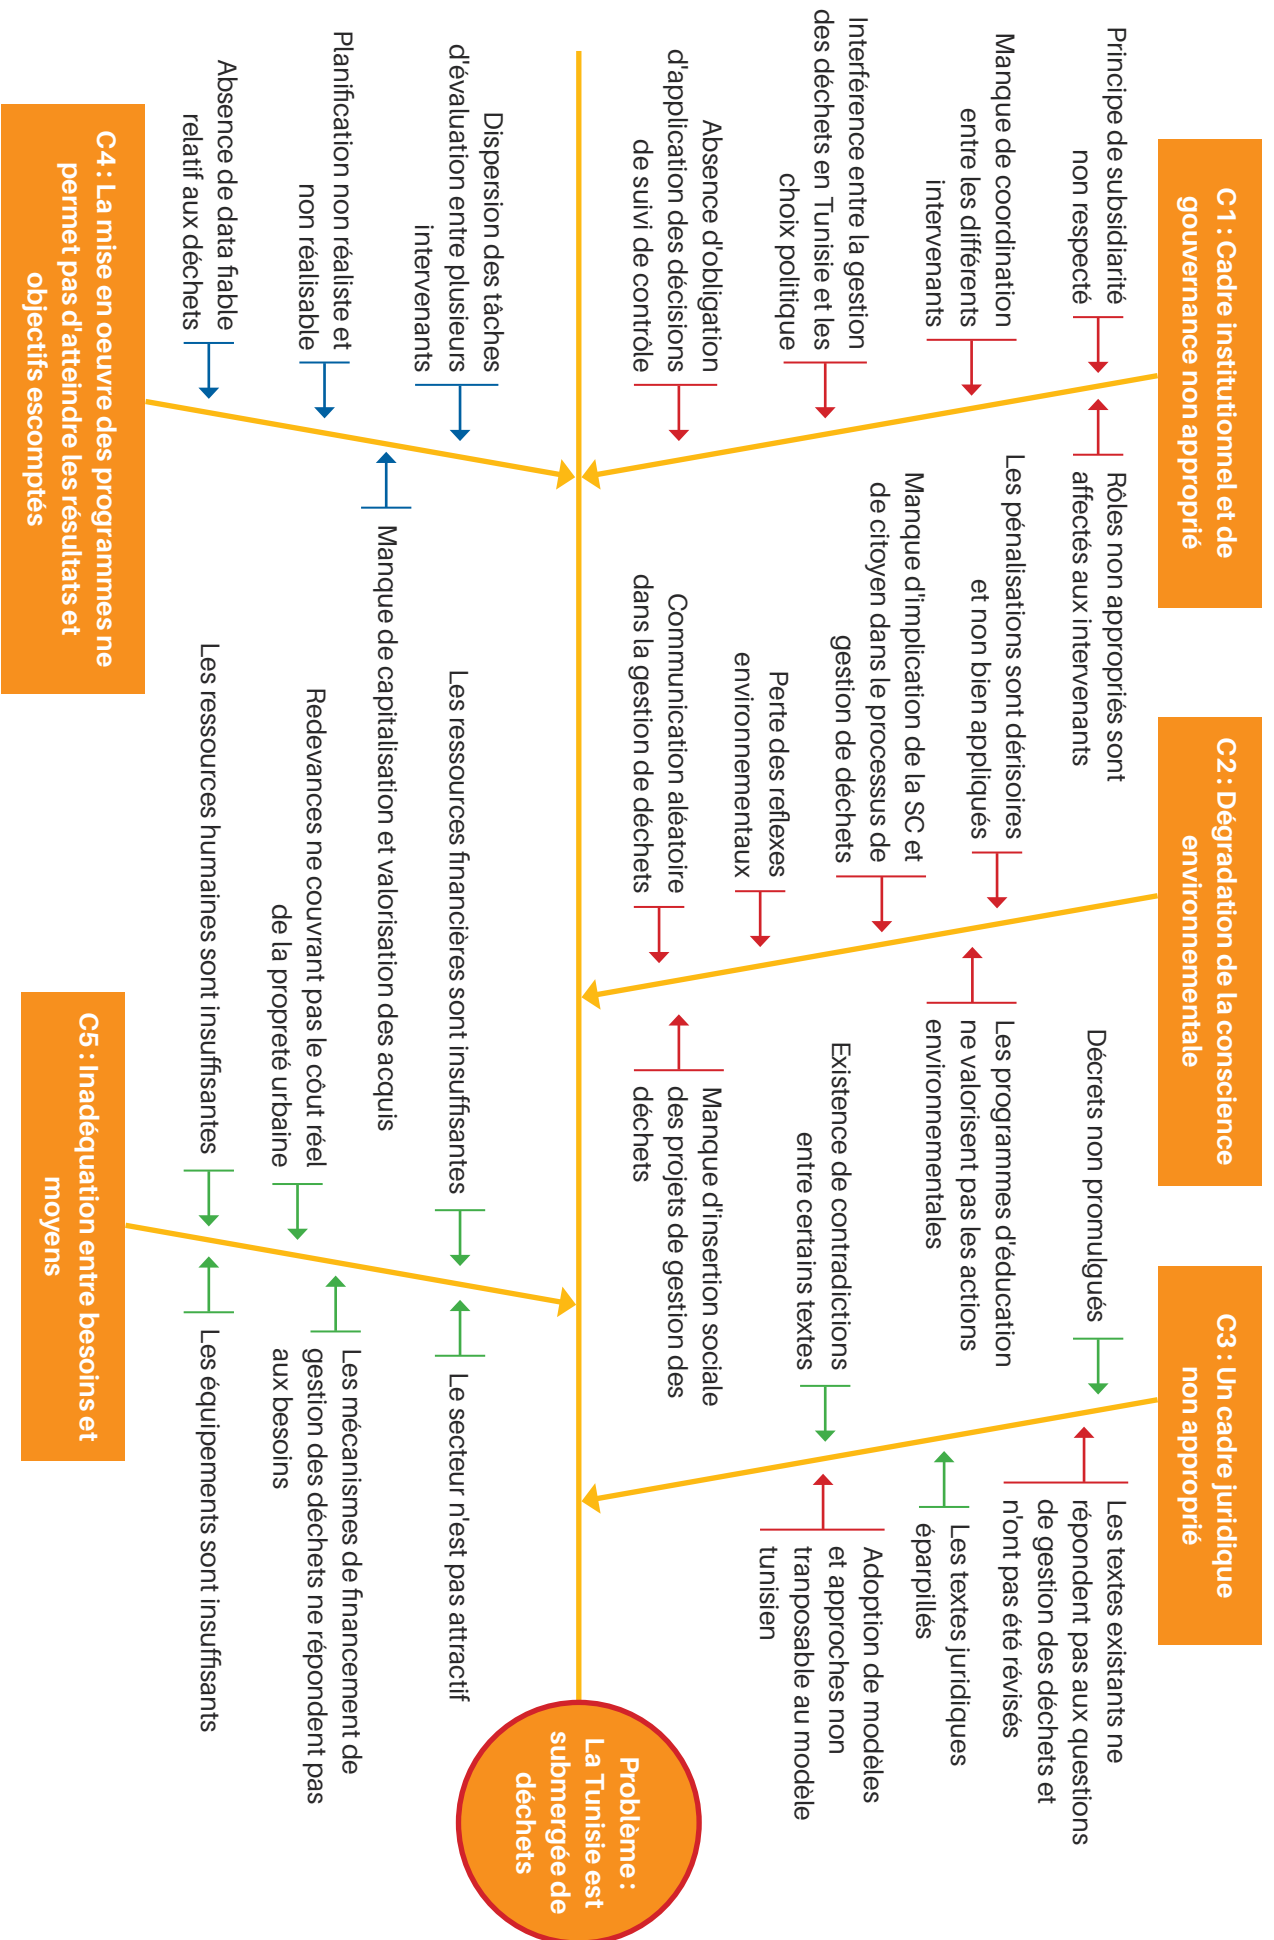 C1 : Cadre institutionnel et de
gouvernance non approprié
Principe de subsidiarité
non respecté
Manque de coordination
entre les différents
intervenants
Interférence entre la gestion
des déchets en Tunisie et les
choix politique
Absence d'obligation
d'application des décisions
de suivi de contrôle
Rôles non appropriés sont
affectés aux intervenants
C2 : Dégradation de la conscience
environnementale
Les pénalisations sont dérisoires
et non bien appliqués
Manque d'implication de la SC et
de citoyen dans le processus de
gestion de déchets
Perte des reflexes
environnementaux
Communication aléatoire
dans la gestion de déchets
Les programmes d'éducation
ne valorisent pas les actions
environnementales
Manque d'insertion sociale
des projets de gestion des
déchets
C3 : Un cadre juridique
non approprié
Décrets non promulgués
Existence de contradictions
entre certains textes
Les textes existants ne
répondent pas aux questions
de gestion des déchets et
n'ont pas été révisés
Les textes juridiques
éparpillés
Adoption de modèles
et approches non
tranposable au modèle
tunisien
Problème :
La Tunisie est
submergée de
déchets
Dispersion des tâches
d'évaluation entre plusieurs
intervenants
Planification non réaliste et
non réalisable
Absence de data fiable
relatif aux déchets
Manque de capitalisation et valorisation des acquis
C4 : La mise en oeuvre des programmes ne
permet pas d'atteindre les résultats et
objectifs escomptés
Les ressources financières sont insuffisantes
Redevances ne couvrant pas le côut réel
de la propreté urbaine
Les ressources humaines sont insuffisantes
Le secteur n'est pas attractif
Les mécanismes de financement de
gestion des déchets ne répondent pas
aux besoins
Les équipements sont insuffisants
C5 : Inadéquation entre besoins et
moyens